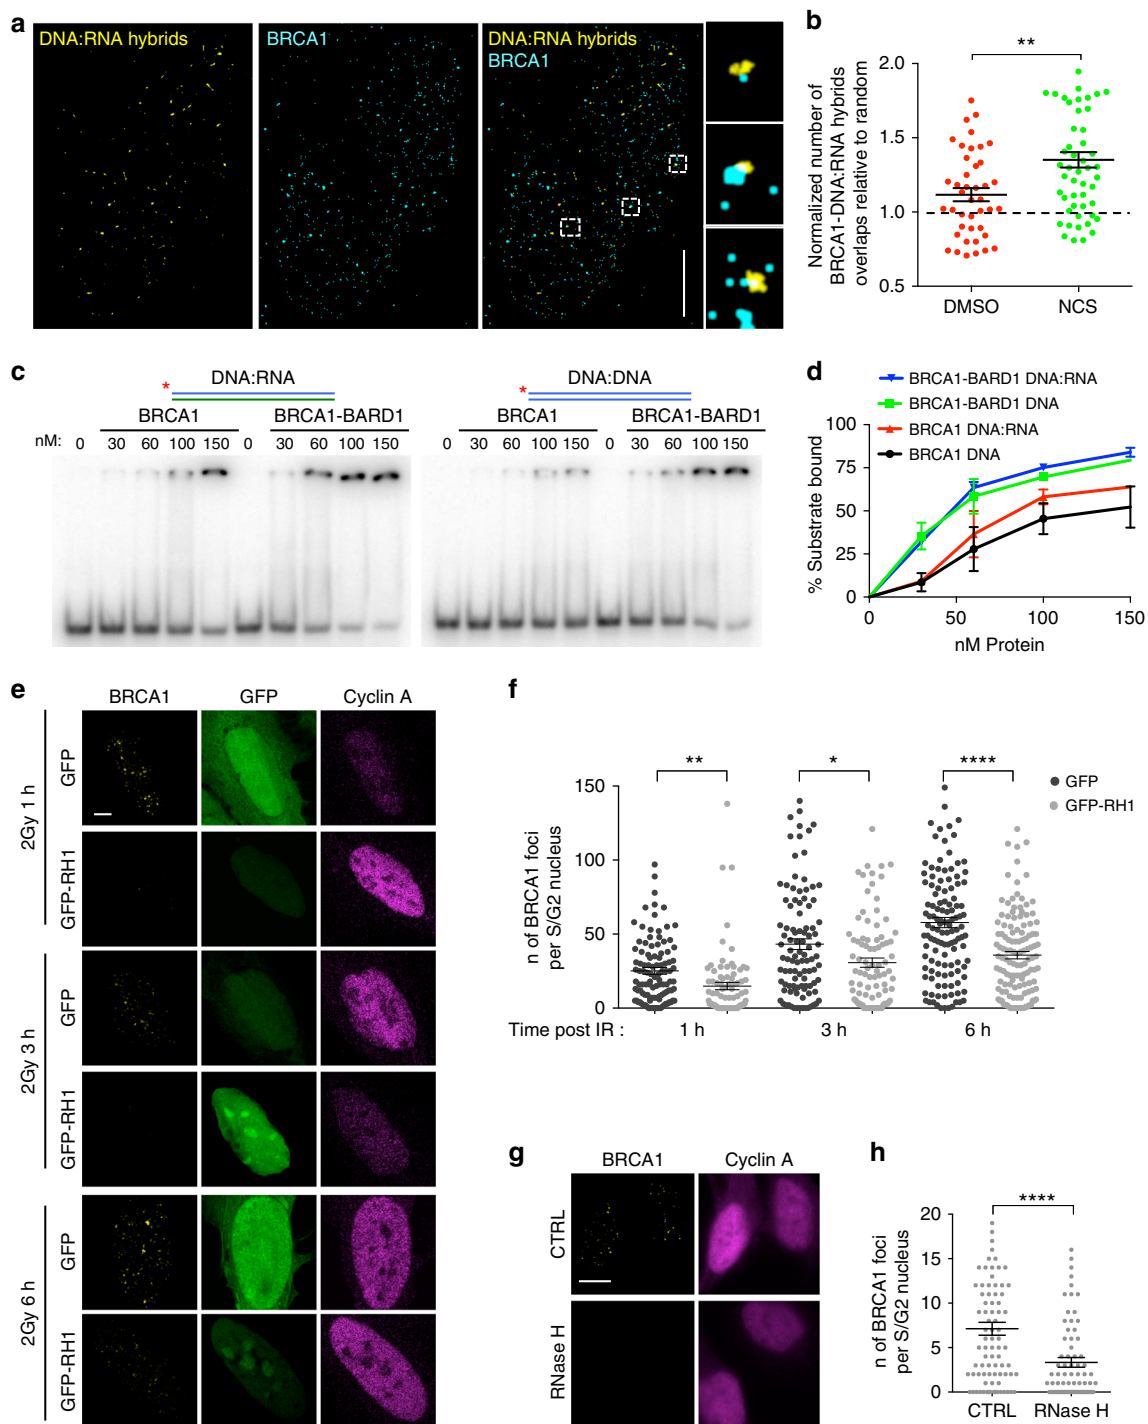 a
DNA:RNA hybrids
BRCA1
DNA:RNA hybrids
BRCA1
b
**
Normalized number of
BRCA1-DNA:RNA hybrids
overlaps relative to random
2.0
1.5
1.0
0.5
DMSO
NCS
c
* DNA:RNA
BRCA1
BRCA1-BARD1
nM: 0 30 60 100 150 0 30 60 100 150
* DNA:DNA
BRCA1
BRCA1-BARD1
0 30 60 100 150 0 30 60 100 150
d
BRCA1-BARD1 DNA:RNA
BRCA1-BARD1 DNA
BRCA1 DNA:RNA
BRCA1 DNA
% Substrate bound
100
75
50
25
0
0 50 100 150
nM Protein
e
BRCA1 GFP Cyclin A
2Gy 1 h
GFP
GFP-RH1
2Gy 3 h
GFP
GFP-RH1
2Gy 6 h
GFP
GFP-RH1
f
** * ****
GFP
GFP-RH1
n of BRCA1 foci
per S/G2 nucleus
150
100
50
0
Time post IR : 1 h 3 h 6 h
g
BRCA1 Cyclin A
CTRL
RNase H
h
****
n of BRCA1 foci
per S/G2 nucleus
20
15
10
5
0
CTRL RNase H